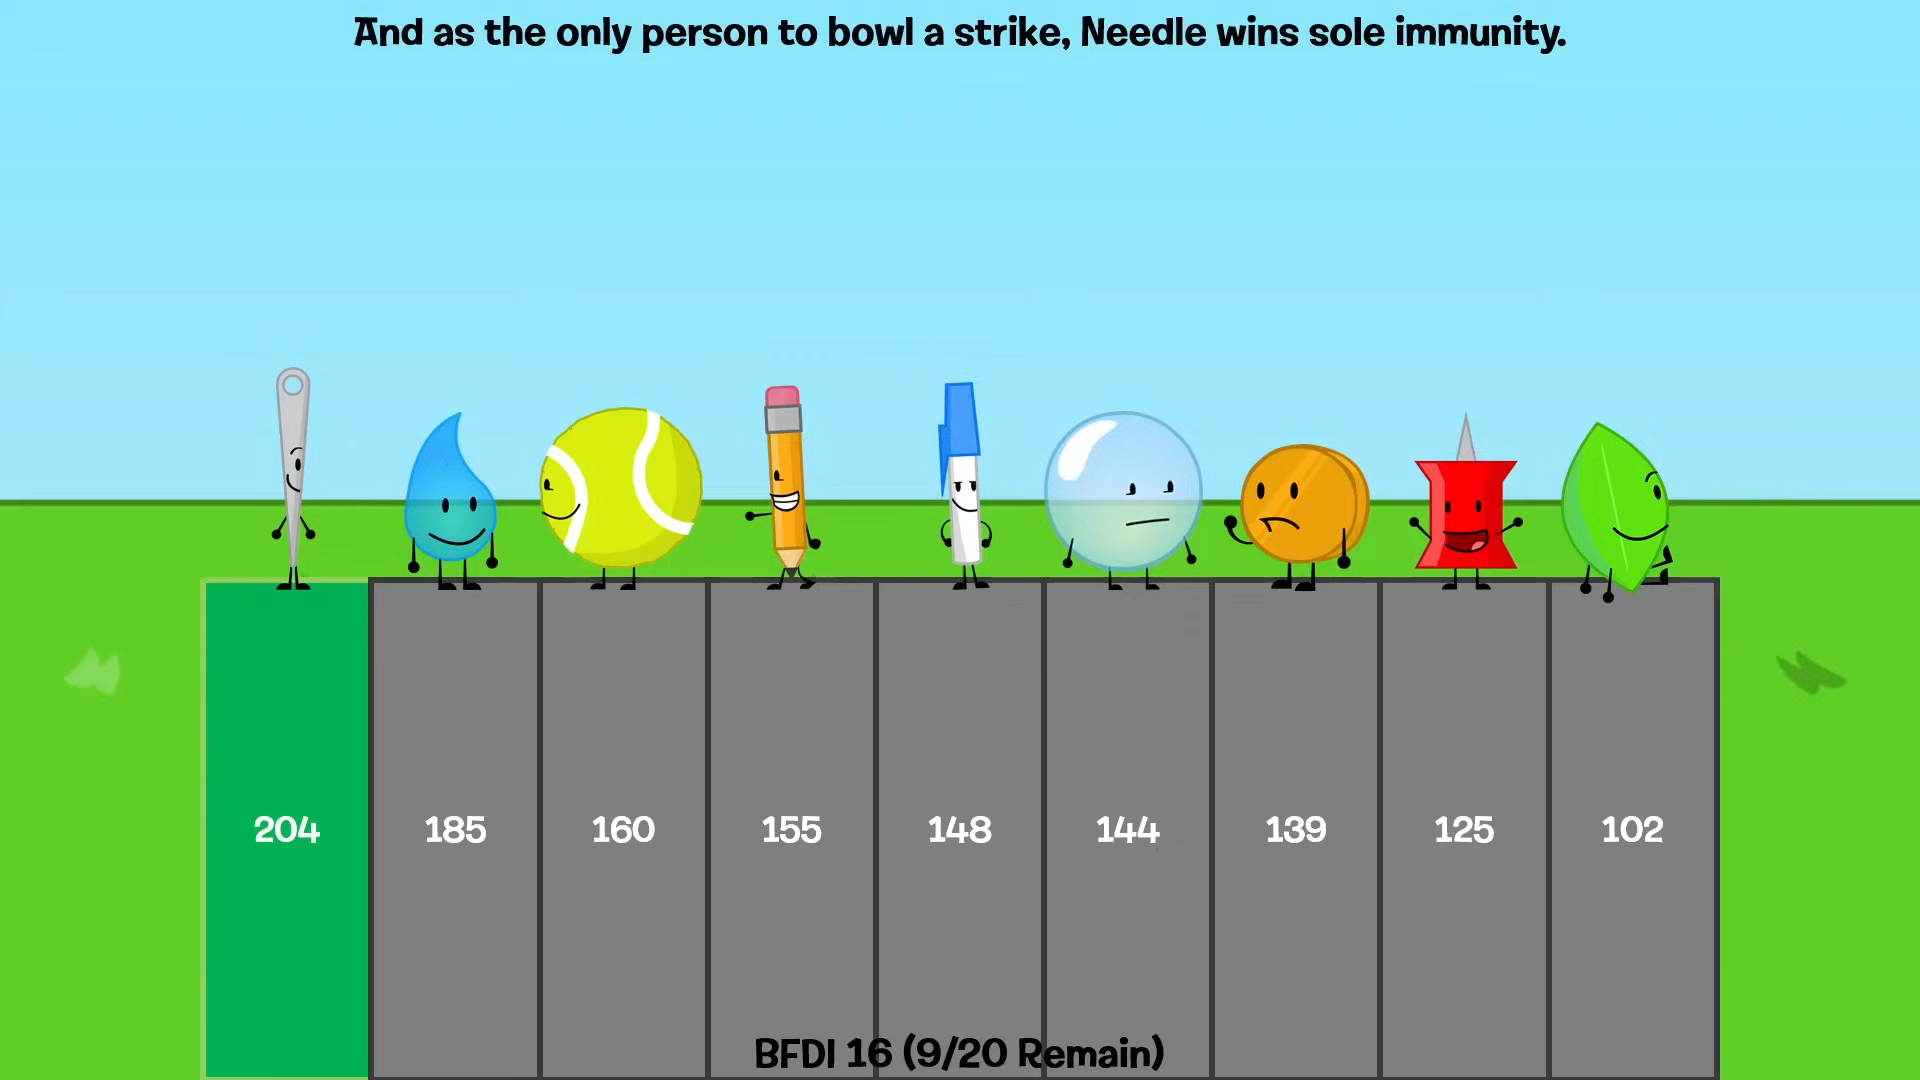 And as the only person to bowl a strike, Needle wins sole immunity.
204 185 160 155 148 144 139 125 102
BFDI 16 (9/20 Remain)